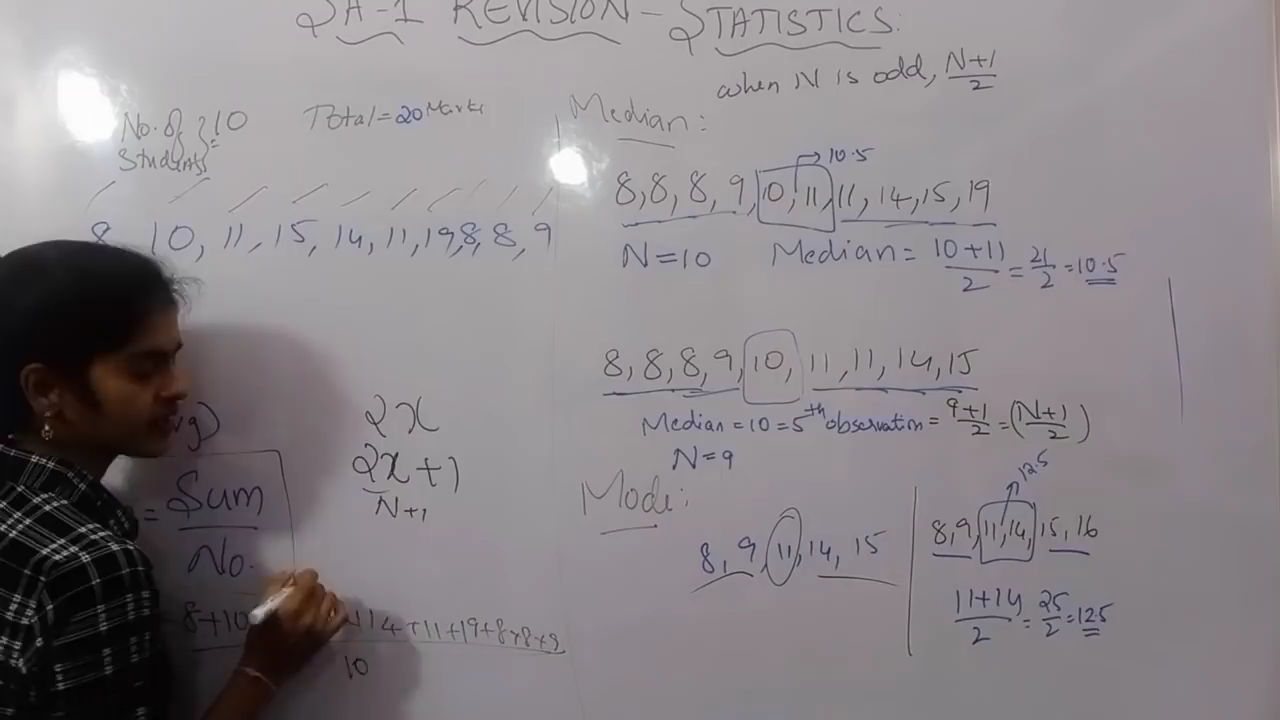 SA-1 REVISION - STATISTICS.
No. of Students } = 10
Total = 20 Marks
8 10, 11, 15, 14, 11, 19, 8, 8, 9
vg)
= Sum
No.
8+10
14 + 11 + 19 + 8 + 8 + 9
10
2x
2x + 1
N+1
when N is odd, N+1/2
Median:
10.5
8, 8, 8, 9, 10, 11, 11, 14, 15, 19
N = 10 Median = 10+11/2 = 21/2 = 10.5
8, 8, 8, 9, 10, 11, 11, 14, 15
Median = 10 = 5th observation = 9+1/2 = (N+1/2)
N = 9
Mode:
8, 9, 11, 14, 15
12.5
8, 9, 11, 14, 15, 16
11+14/2 = 25/2 = 12.5